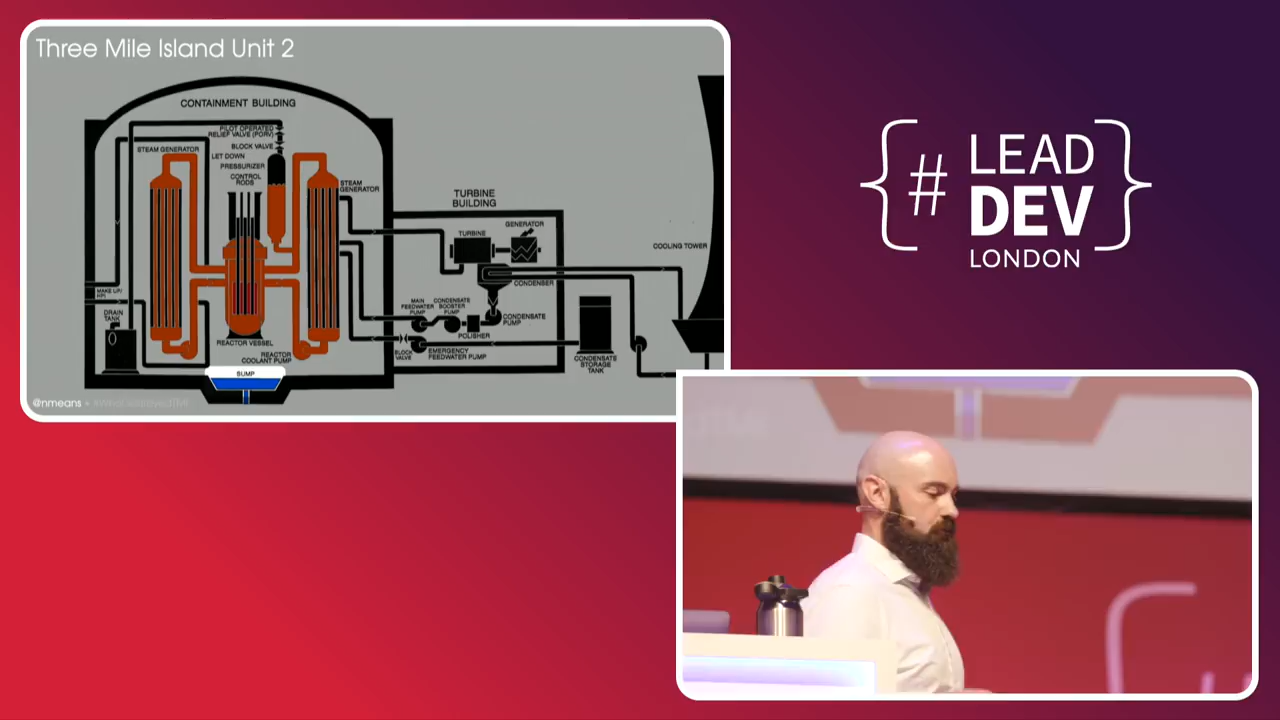 Three Mile Island Unit 2
CONTAINMENT BUILDING
PILOT OPERATED
RELIEF VALVE (PORV)
BLOCK VALVE
STEAM GENERATOR
LET DOWN
PRESSURIZER
CONTROL
RODS
STEAM
GENERATOR
TURBINE
BUILDING
GENERATOR
TURBINE
COOLING TOWER
CONDENSER
MAKE UP/
HPI
MAIN
FEEDWATER
PUMP
CONDENSATE
BOOSTER
PUMP
CONDENSATE
PUMP
DRAIN
TANK
POLISHER
REACTOR VESSEL
REACTOR
COOLANT PUMP
BLOCK
VALVE
EMERGENCY
FEEDWATER PUMP
CONDENSATE
STORAGE
TANK
SUMP
@nmeans •
{# LEAD
DEV
LONDON}